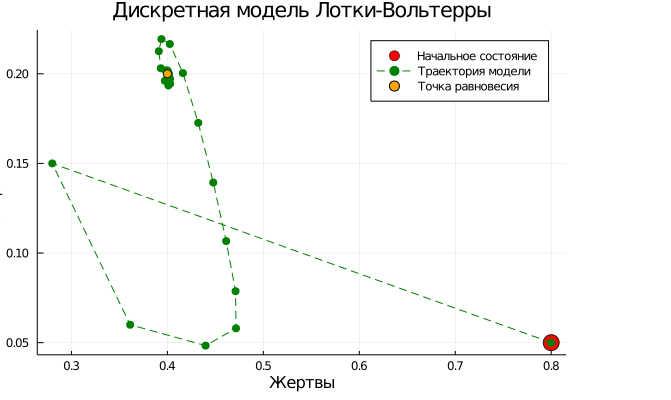 Дискретная модель Лотки-Вольтерры
Начальное состояние
Траектория модели
Точка равновесия
0.20
0.15
0.10
0.05
0.3 0.4 0.5 0.6 0.7 0.8
Жертвы